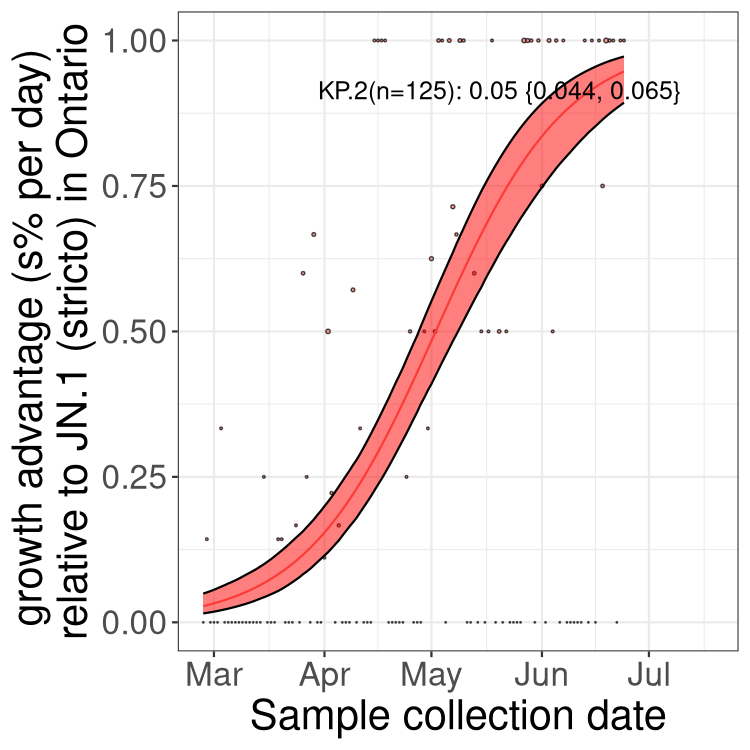 growth advantage (s% per day)
relative to JN.1 (stricto) in Ontario
1.00
0.75
0.50
0.25
0.00
KP.2(n=125): 0.05 {0.044, 0.065}
Mar Apr May Jun Jul
Sample collection date